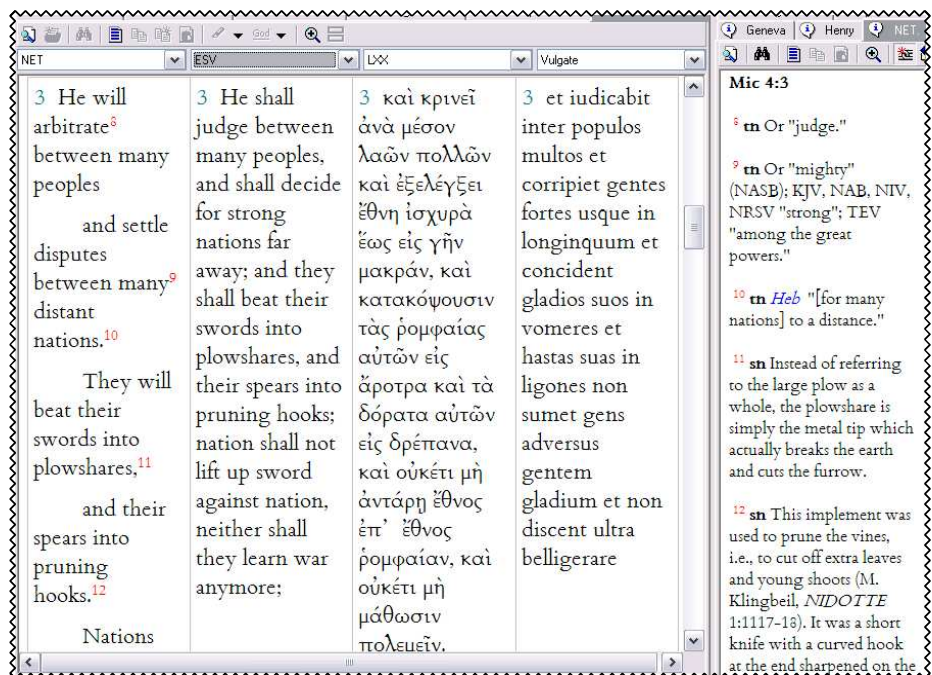 God
Geneva
Henry
NET
NET
ESV
LXX
Vulgate
3 He will
arbitrate8
between many
peoples
and settle
disputes
between many9
distant
nations.10
They will
beat their
swords into
plowshares,11
and their
spears into
pruning
hooks.12
Nations
3 He shall
judge between
many peoples,
and shall decide
for strong
nations far
away; and they
shall beat their
swords into
plowshares, and
their spears into
pruning hooks;
nation shall not
lift up sword
against nation,
neither shall
they learn war
anymore;
3 καὶ κρινεῖ
ἀνὰ μέσον
λαῶν πολλῶν
καὶ ἐξελέγξει
ἔθνη ἰσχυρὰ
ἕως εἰς γῆν
μακράν, καὶ
κατακόψουσιν
τὰς ῥομφαίας
αὐτῶν εἰς
ἄροτρα καὶ τὰ
δόρατα αὐτῶν
εἰς δρέπανα,
καὶ οὐκέτι μὴ
ἀντάρῃ ἔθνος
ἐπ᾽ ἔθνος
ῥομφαίαν, καὶ
οὐκέτι μὴ
μάθωσιν
πολεμεῖν.
3 et iudicabit
inter populos
multos et
corripiet gentes
fortes usque in
longinquum et
concident
gladios suos in
vomeres et
hastas suas in
ligones non
sumet gens
adversus
gentem
gladium et non
discent ultra
belligerare
Mic 4:3
8 tn Or "judge."
9 tn Or "mighty"
(NASB); KJV, NAB, NIV,
NRSV "strong"; TEV
"among the great
powers."
10 tn Heb "[for many
nations] to a distance."
11 sn Instead of referring
to the large plow as a
whole, the plowshare is
simply the metal tip which
actually breaks the earth
and cuts the furrow.
12 sn This implement was
used to prune the vines,
i.e., to cut off extra leaves
and young shoots (M.
Klingbeil, NIDOTTE
1:1117-18). It was a short
knife with a curved hook
at the end sharpened on the